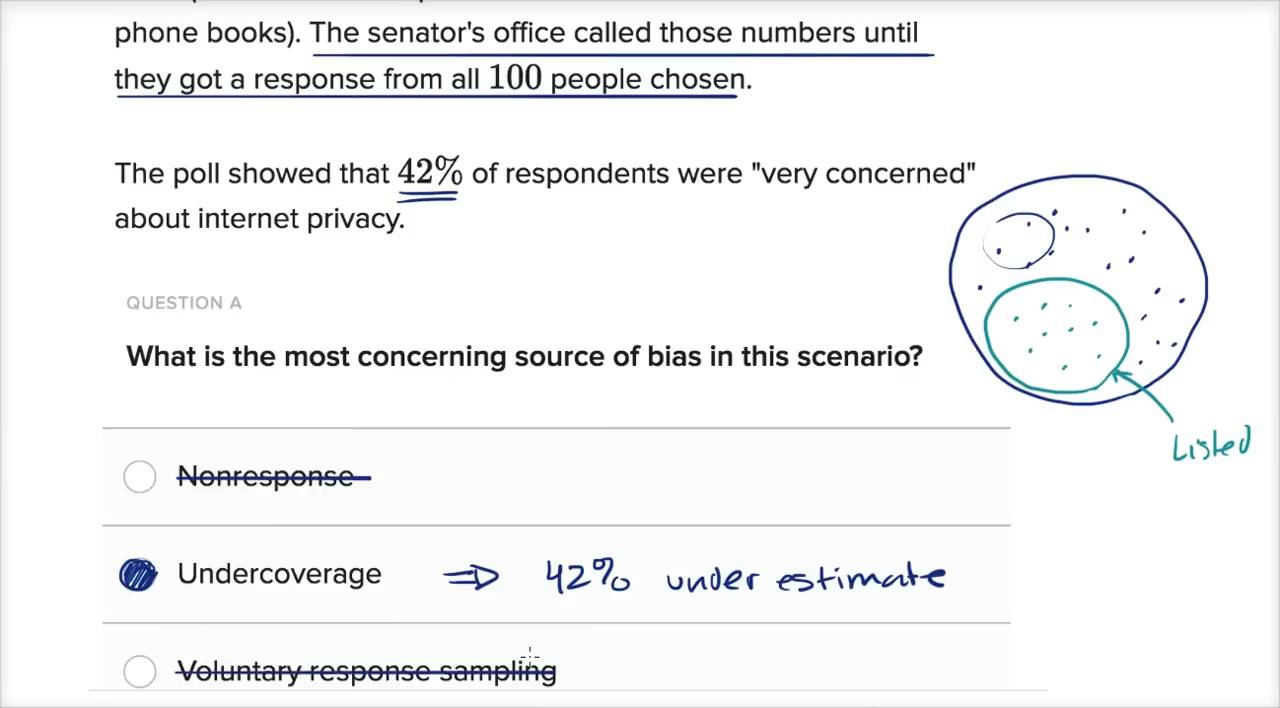 phone books). The senator's office called those numbers until
they got a response from all 100 people chosen.
The poll showed that 42% of respondents were "very concerned"
about internet privacy.
QUESTION A
What is the most concerning source of bias in this scenario?
Listed
Nonresponse
Undercoverage ⇒ 42% under estimate
Voluntary response sampling